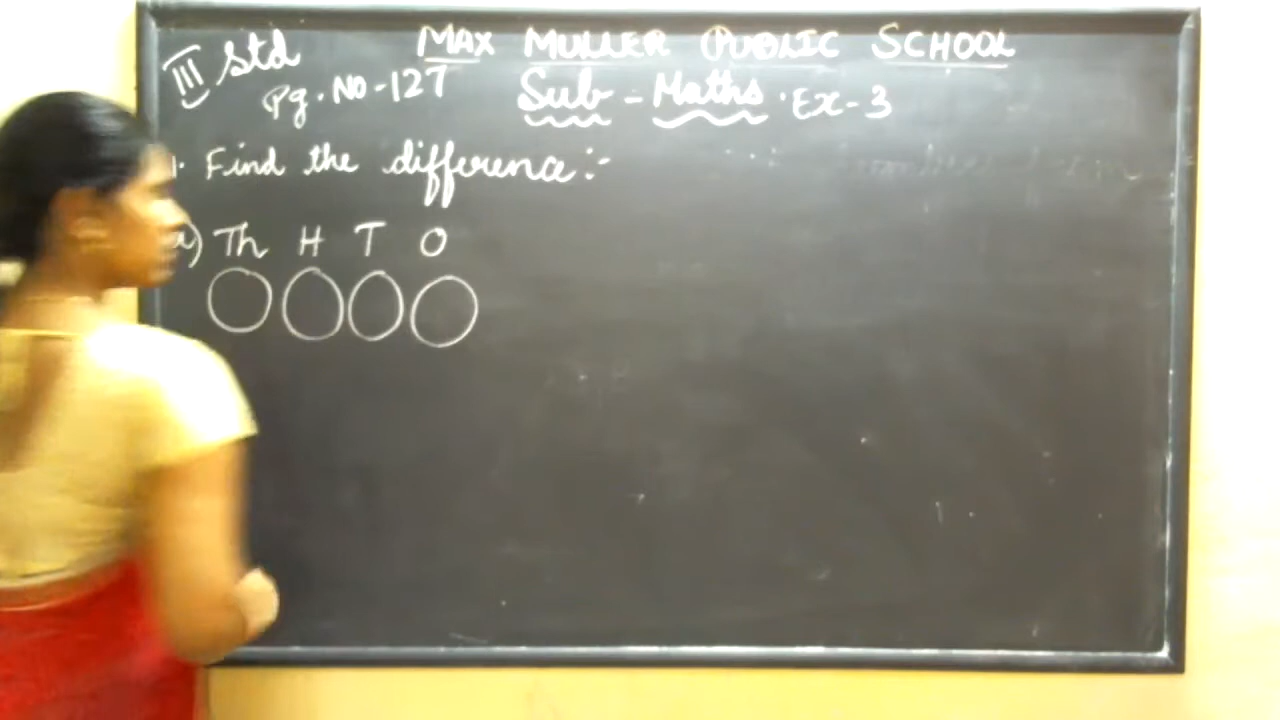 III Std MAX MULLER PUBLIC SCHOOL
Pg. No-127 Sub - Maths. Ex-3
1. Find the difference:-
a) Th H T O